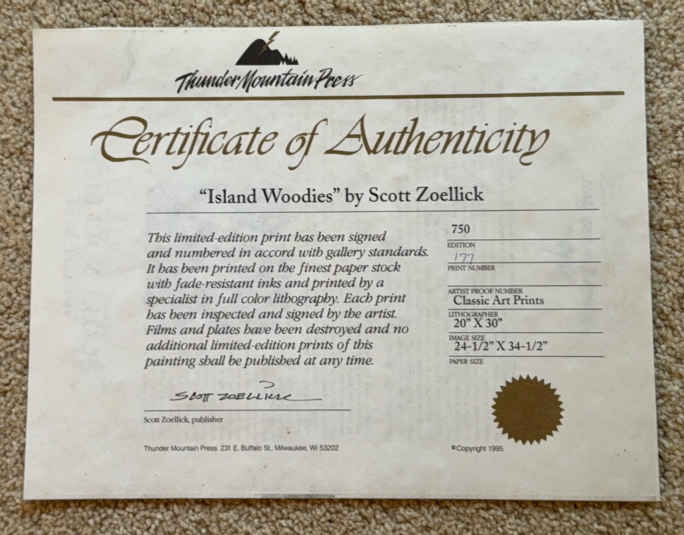 Thunder Mountain Press
Certificate of Authenticity
“Island Woodies” by Scott Zoellick
This limited-edition print has been signed
and numbered in accord with gallery standards.
It has been printed on the finest paper stock
with fade-resistant inks and printed by a
specialist in full color lithography. Each print
has been inspected and signed by the artist.
Films and plates have been destroyed and no
additional limited-edition prints of this
painting shall be published at any time.
SCOTT ZOELLICK
Scott Zoellick, publisher
750
EDITION
177
PRINT NUMBER
ARTIST PROOF NUMBER
Classic Art Prints
LITHOGRAPHER
20" X 30"
IMAGE SIZE
24-1/2" X 34-1/2"
PAPER SIZE
Thunder Mountain Press 231 E. Buffalo St., Milwaukee, WI 53202
©Copyright 1995